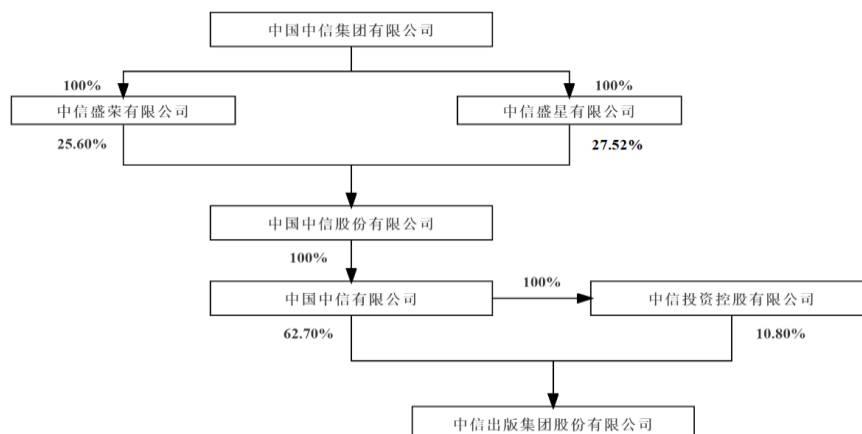 中国中信集团有限公司
100%
100%
中信盛荣有限公司
中信盛星有限公司
25.60%
27.52%
中国中信股份有限公司
100%
中国中信有限公司
100%
中信投资控股有限公司
62.70%
10.80%
中信出版集团股份有限公司